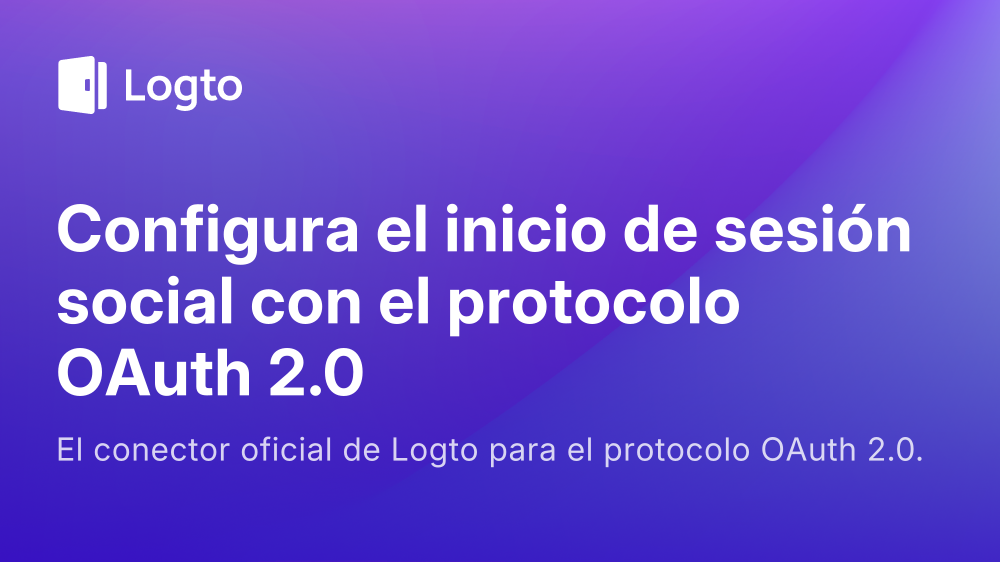 Logto
Configura el inicio de sesión
social con el protocolo
OAuth 2.0
El conector oficial de Logto para el protocolo OAuth 2.0.